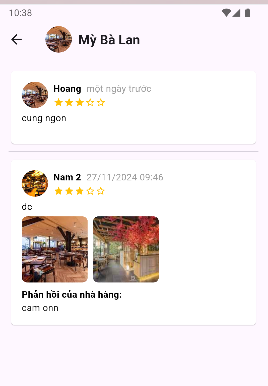 10:38
Mỳ Bà Lan
Hoang một ngày trước
cung ngon
Nam 2 27/11/2024 09:46
de
Phản hồi của nhà hàng:
cam onn